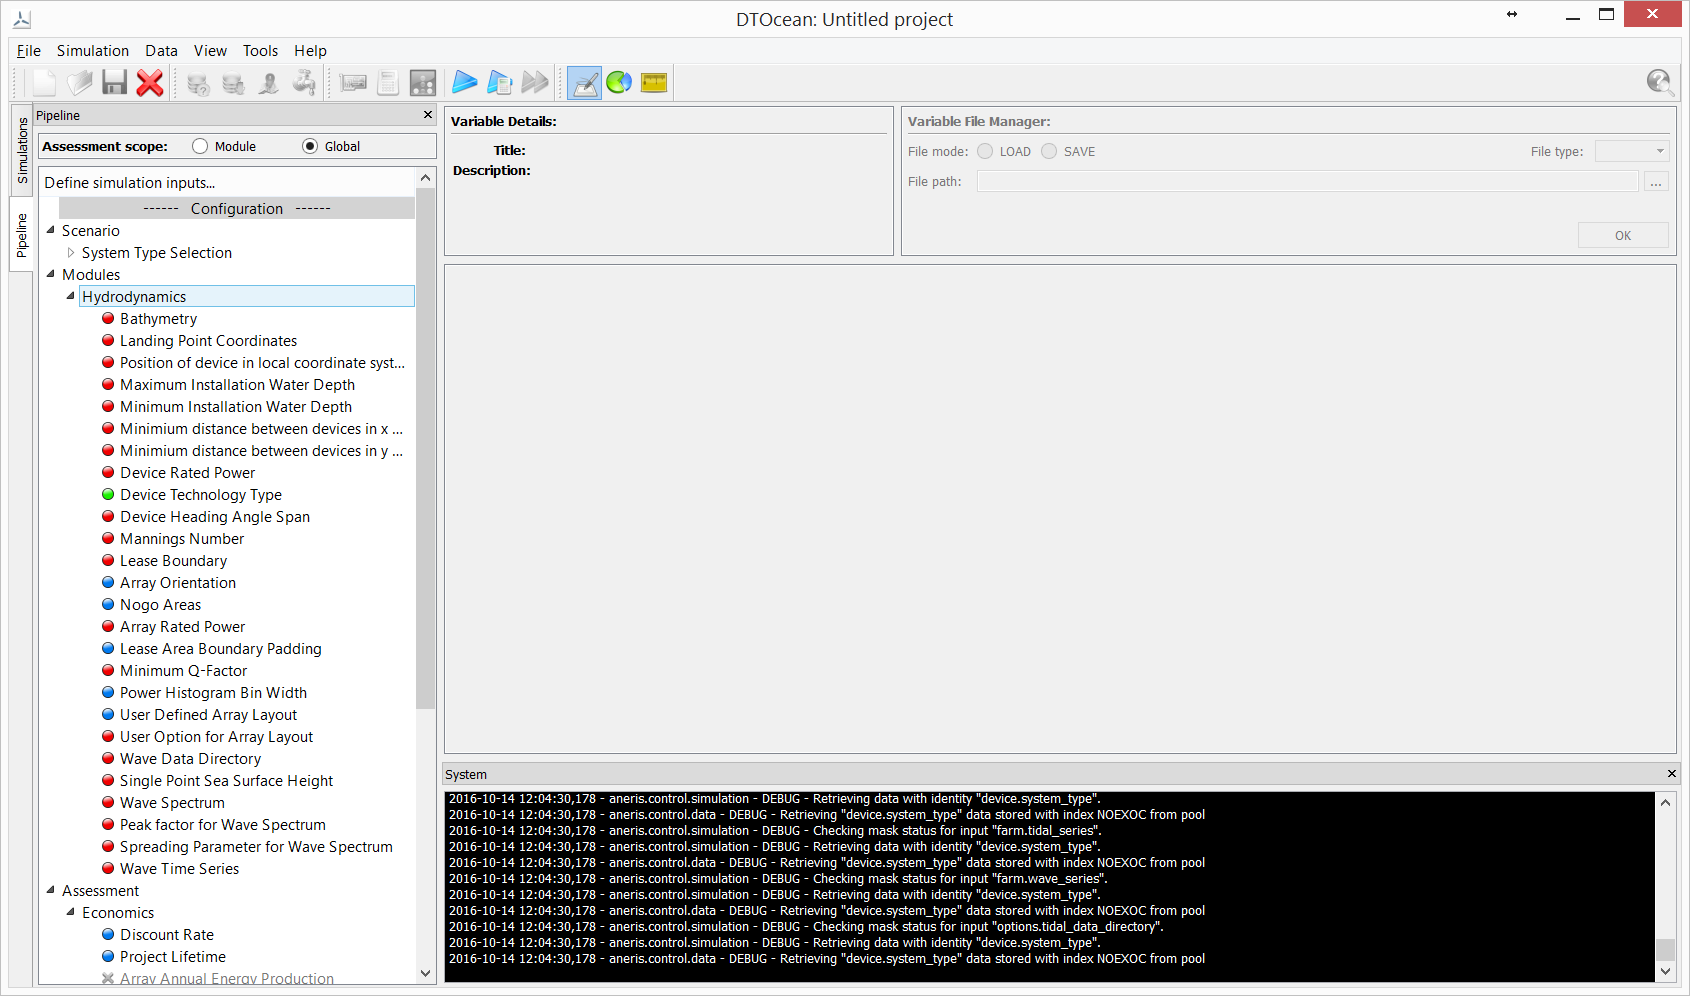 DTOcean: Untitled project
File Simulation Data View Tools Help
Simulations
Pipeline
Pipeline
Assessment scope: Module Global
Define simulation inputs...
------ Configuration ------
Scenario
System Type Selection
Modules
Hydrodynamics
Bathymetry
Landing Point Coordinates
Position of device in local coordinate syst...
Maximum Installation Water Depth
Minimum Installation Water Depth
Minimium distance between devices in x ...
Minimium distance between devices in y ...
Device Rated Power
Device Technology Type
Device Heading Angle Span
Mannings Number
Lease Boundary
Array Orientation
Nogo Areas
Array Rated Power
Lease Area Boundary Padding
Minimum Q-Factor
Power Histogram Bin Width
User Defined Array Layout
User Option for Array Layout
Wave Data Directory
Single Point Sea Surface Height
Wave Spectrum
Peak factor for Wave Spectrum
Spreading Parameter for Wave Spectrum
Wave Time Series
Assessment
Economics
Discount Rate
Project Lifetime
Array Annual Energy Production
Variable Details:
Title:
Description:
Variable File Manager:
File mode: LOAD SAVE File type:
File path: ...
OK
System
2016-10-14 12:04:30,178 - aneris.control.simulation - DEBUG - Retrieving data with identity "device.system_type".
2016-10-14 12:04:30,178 - aneris.control.data - DEBUG - Retrieving "device.system_type" data stored with index NOEXOC from pool
2016-10-14 12:04:30,178 - aneris.control.simulation - DEBUG - Checking mask status for input "farm.tidal_series".
2016-10-14 12:04:30,178 - aneris.control.simulation - DEBUG - Retrieving data with identity "device.system_type".
2016-10-14 12:04:30,178 - aneris.control.data - DEBUG - Retrieving "device.system_type" data stored with index NOEXOC from pool
2016-10-14 12:04:30,178 - aneris.control.simulation - DEBUG - Checking mask status for input "farm.wave_series".
2016-10-14 12:04:30,178 - aneris.control.simulation - DEBUG - Retrieving data with identity "device.system_type".
2016-10-14 12:04:30,178 - aneris.control.data - DEBUG - Retrieving "device.system_type" data stored with index NOEXOC from pool
2016-10-14 12:04:30,178 - aneris.control.simulation - DEBUG - Checking mask status for input "options.tidal_data_directory".
2016-10-14 12:04:30,178 - aneris.control.simulation - DEBUG - Retrieving data with identity "device.system_type".
2016-10-14 12:04:30,178 - aneris.control.data - DEBUG - Retrieving "device.system_type" data stored with index NOEXOC from pool